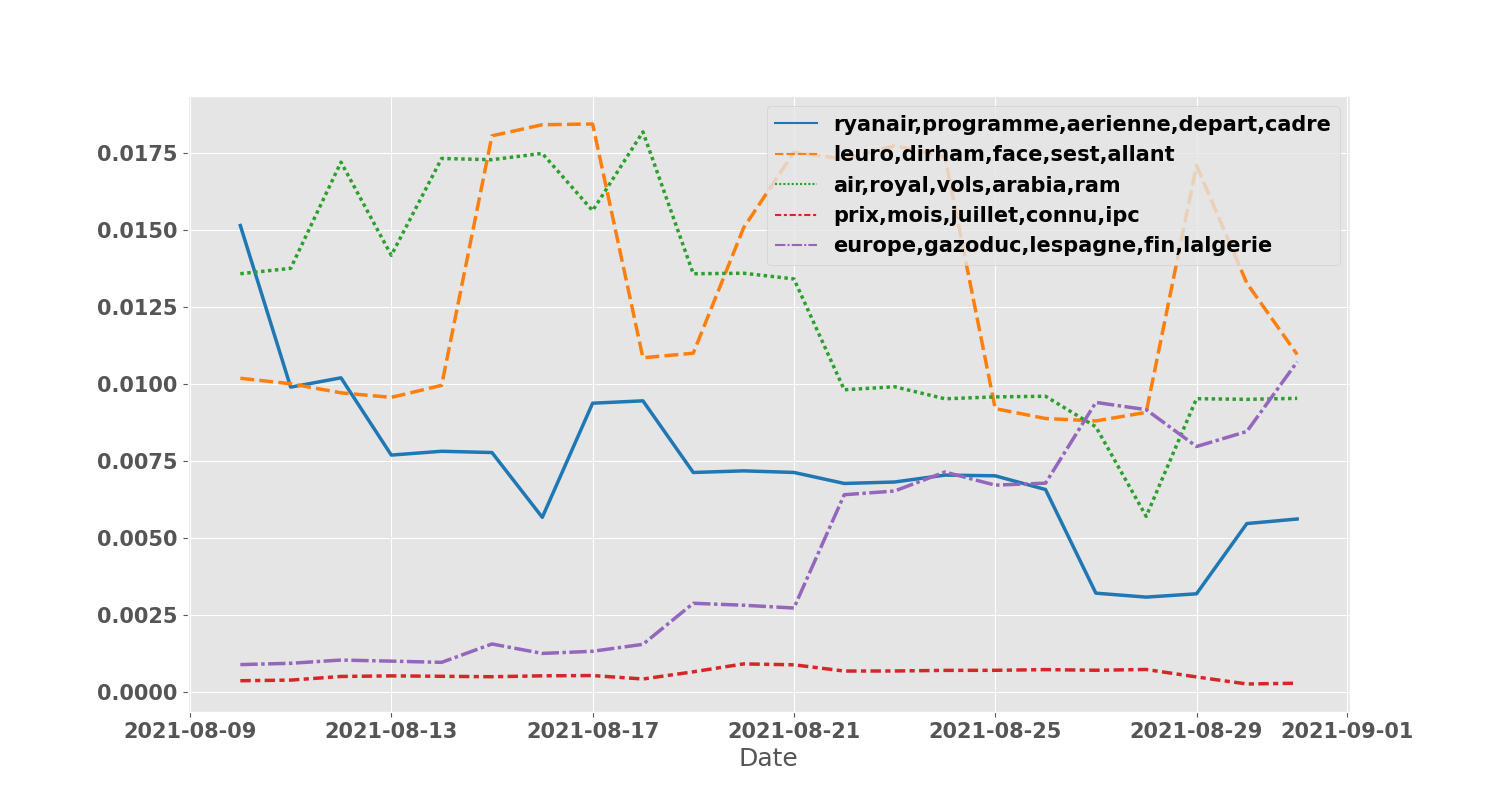 ryanair,programme,aerienne,depart,cadre
leuro,dirham,face,sest,allant
air,royal,vols,arabia,ram
prix,mois,juillet,connu,ipc
europe,gazoduc,lespagne,fin,lalgerie
0.0175
0.0150
0.0125
0.0100
0.0075
0.0050
0.0025
0.0000
2021-08-09 2021-08-13 2021-08-17 2021-08-21 2021-08-25 2021-08-29 2021-09-01
Date